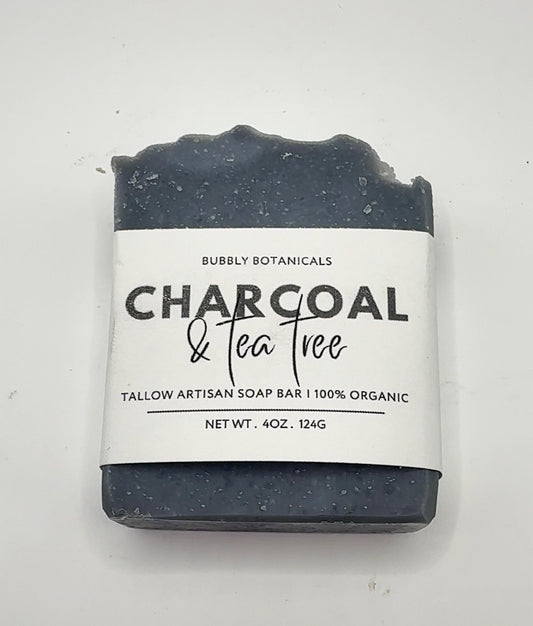 BUBBLY BOTANICALS
CHARCOAL
& tea tree
TALLOW ARTISAN SOAP BAR | 100% ORGANIC
NET WT. 4OZ. 124G